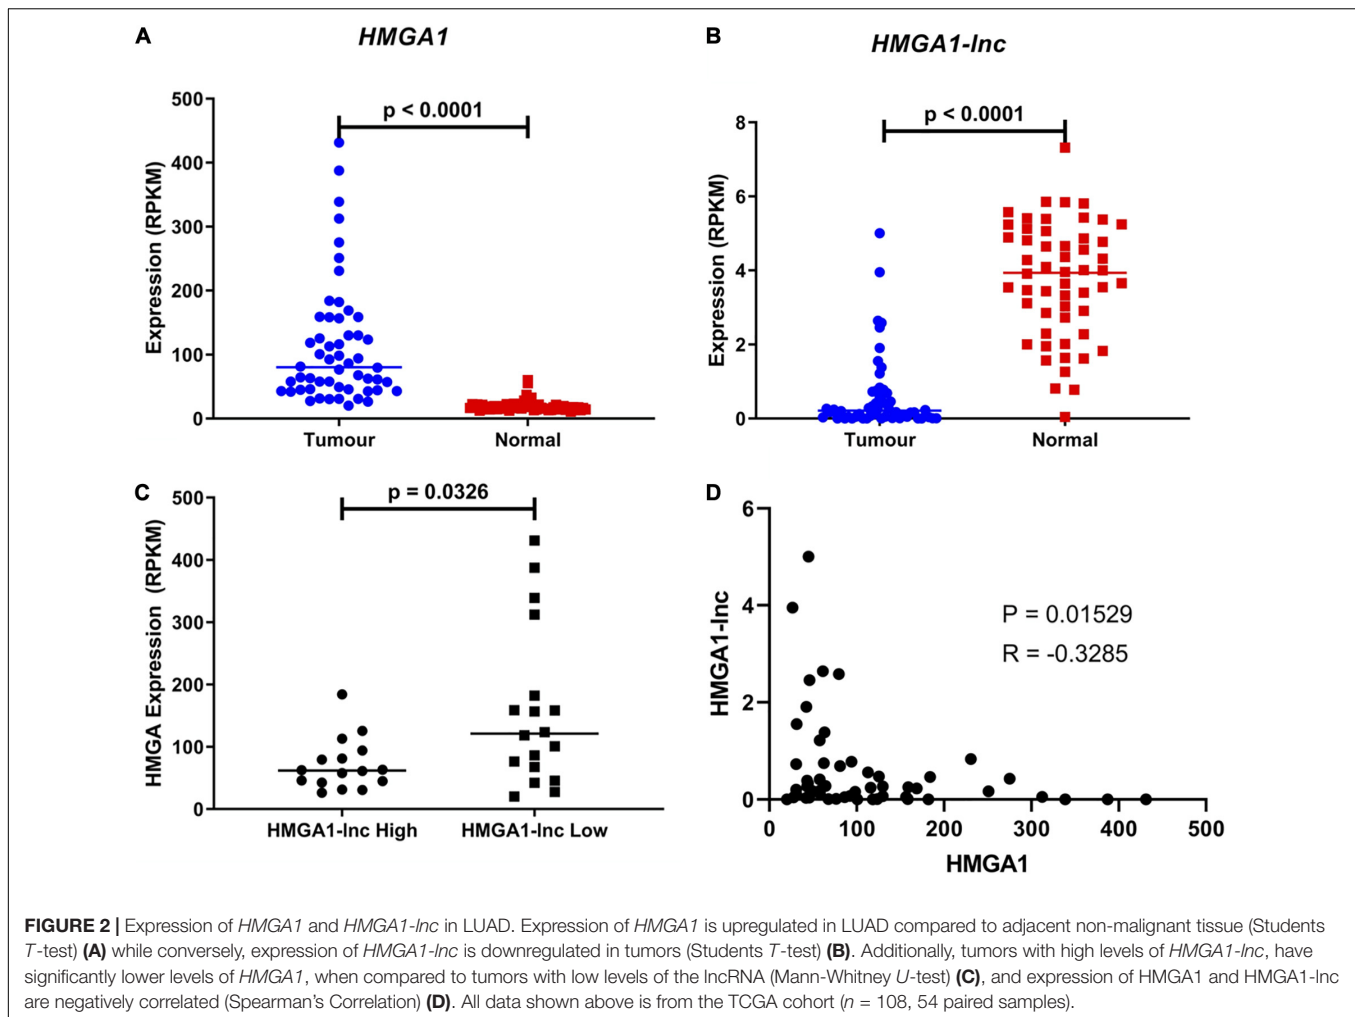 A
HMGA1
500
400
300
200
100
0
Expression (RPKM)
p < 0.0001
Tumour
Normal
B
HMGA1-lnc
8
6
4
2
0
Expression (RPKM)
p < 0.0001
Tumour
Normal
C
500
400
300
200
100
0
HMGA Expression (RPKM)
p = 0.0326
HMGA1-lnc High
HMGA1-lnc Low
D
6
4
2
0
HMGA1-lnc
P = 0.01529
R = -0.3285
0
100
200
300
400
500
HMGA1
FIGURE 2 | Expression of HMGA1 and HMGA1-lnc in LUAD. Expression of HMGA1 is upregulated in LUAD compared to adjacent non-malignant tissue (Students
T-test) (A) while conversely, expression of HMGA1-lnc is downregulated in tumors (Students T-test) (B). Additionally, tumors with high levels of HMGA1-lnc, have
significantly lower levels of HMGA1, when compared to tumors with low levels of the lncRNA (Mann-Whitney U-test) (C), and expression of HMGA1 and HMGA1-lnc
are negatively correlated (Spearman's Correlation) (D). All data shown above is from the TCGA cohort (n = 108, 54 paired samples).